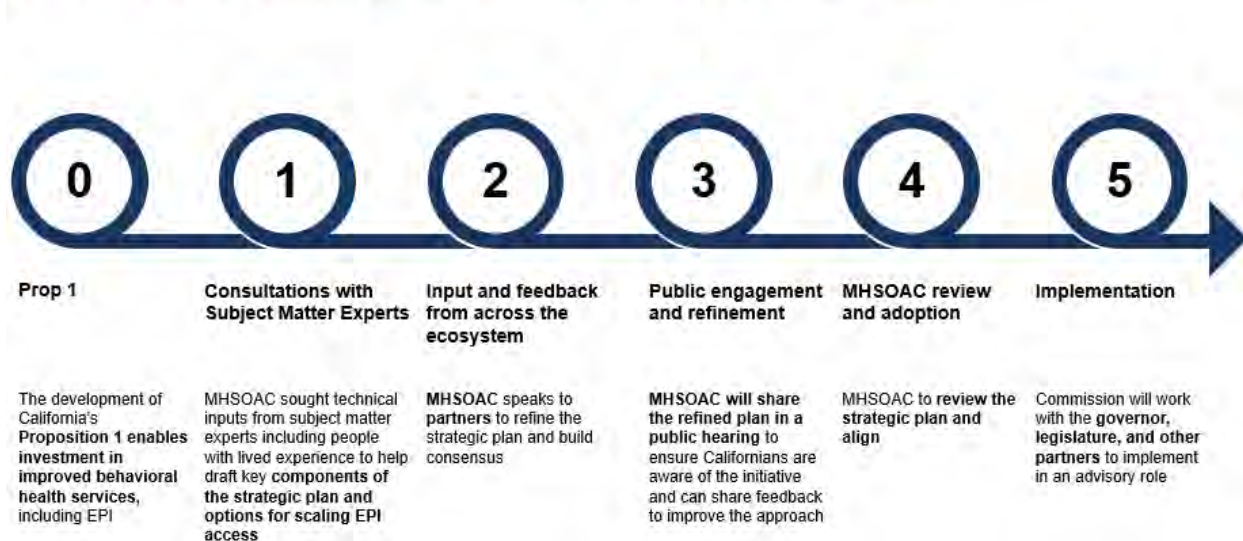 0
1
2
3
4
5
Prop 1
Consultations with
Subject Matter Experts
Input and feedback
from across the
ecosystem
Public engagement
and refinement
MHSOAC review
and adoption
Implementation
The development of
California's
Proposition 1 enables
investment in
improved behavioral
health services,
including EPI
MHSOAC sought technical
inputs from subject matter
experts including people
with lived experience to help
draft key components of
the strategic plan and
options for scaling EPI
access
MHSOAC speaks to
partners to refine the
strategic plan and build
consensus
MHSOAC will share
the refined plan in a
public hearing to
ensure Californians are
aware of the initiative
and can share feedback
to improve the approach
MHSOAC to review the
strategic plan and
align
Commission will work
with the governor,
legislature, and other
partners to implement
in an advisory role